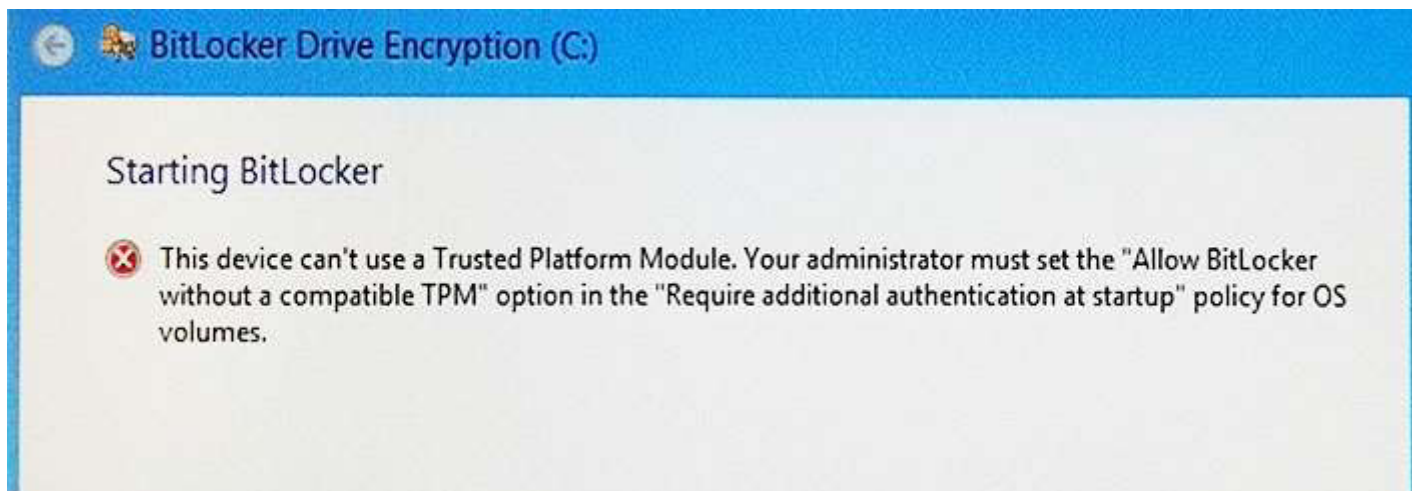 BitLocker Drive Encryption (C:)
Starting BitLocker
This device can't use a Trusted Platform Module. Your administrator must set the "Allow BitLocker
without a compatible TPM" option in the "Require additional authentication at startup" policy for OS
volumes.